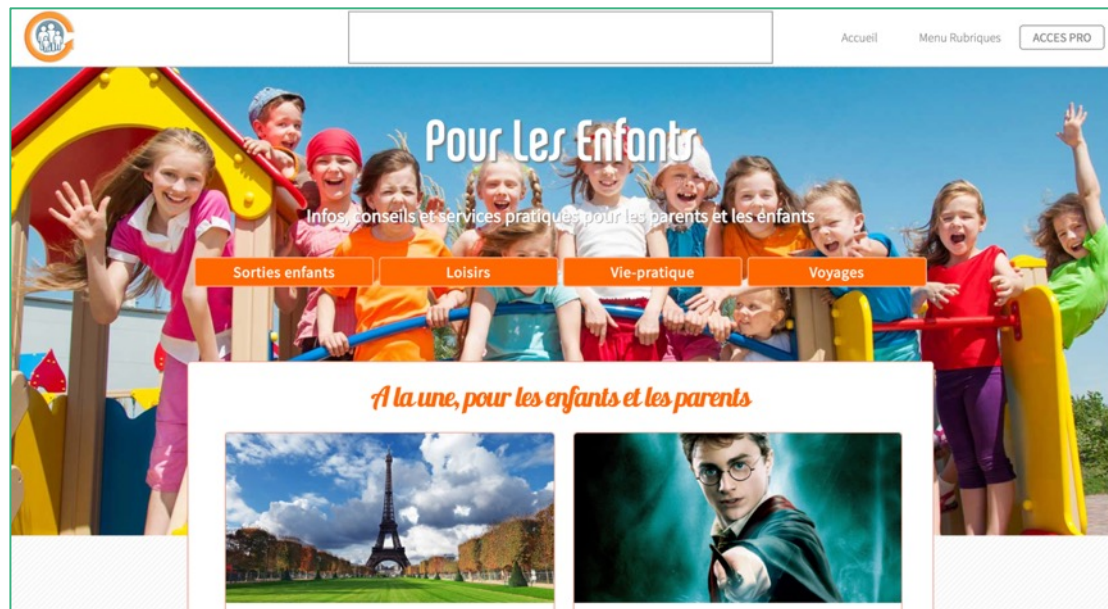 Accueil
Menu Rubriques
ACCES PRO
Pour Les Enfants
Infos, conseils et services pratiques pour les parents et les enfants
Sorties enfants
Loisirs
Vie-pratique
Voyages
A la une, pour les enfants et les parents